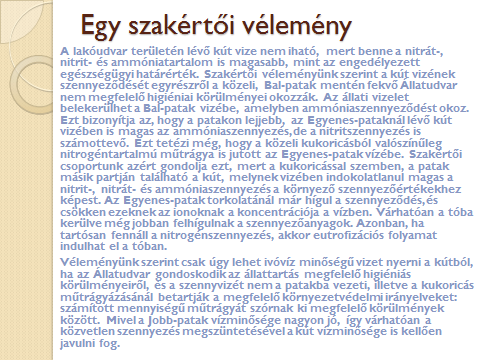 Egy szakértői vélemény
A lakóudvar területén lévő kút vize nem iható, mert benne a nitrát-,
nitrit- és ammóniatartalom is magasabb, mint az engedélyezett
egészségügyi határérték. Szakértői véleményünk szerint a kút vizének
szennyeződését egyrészről a közeli, Bal-patak mentén fekvő Állatudvar
nem megfelelő higiéniai körülményei okozzák. Az állati vizelet
bekerülhet a Bal-patak vizébe, amelyben ammóniaszennyeződést okoz.
Ezt bizonyítja az, hogy a patakon lejjebb, az Egyenes-pataknál lévő kút
vizében is magas az ammóniaszennyezés, de a nitritszennyezés is
számottevő. Ezt tetézi még, hogy a közeli kukoricásból valószínűleg
nitrogéntartalmú műtrágya is jutott az Egyenes-patak vízébe. Szakértői
csoportunk azért gondolja ezt, mert a kukoricással szemben, a patak
másik partján található a kút, melynek vizében indokolatlanul magas a
nitrit-, nitrát- és ammóniaszennyezés a környező szennyezőértékekhez
képest. Az Egyenes-patak torkolatánál már hígul a szennyeződés, és
csökken ezeknek az ionoknak a koncentrációja a vízben. Várhatóan a tóba
kerülve még jobban felhígulnak a szennyezőanyagok. Azonban, ha
tartósan fennáll a nitrogénszennyezés, akkor eutrofizációs folyamat
indulhat el a tóban.
Véleményünk szerint csak úgy lehet ivóvíz minőségű vizet nyerni a kútból,
ha az Állatudvar gondoskodik az állattartás megfelelő higiéniás
körülményeiről, és a szennyvizét nem a patakba vezeti, illetve a kukoricás
műtrágyázásánál betartják a megfelelő környezetvédelmi irányelveket:
számított mennyiségű műtrágyát szórnak ki megfelelő körülmények
között. Mivel a Jobb-patak vízminősége nagyon jó, így várhatóan a
közvetlen szennyezés megszüntetésével a kút vízminősége is kellően
javulni fog.